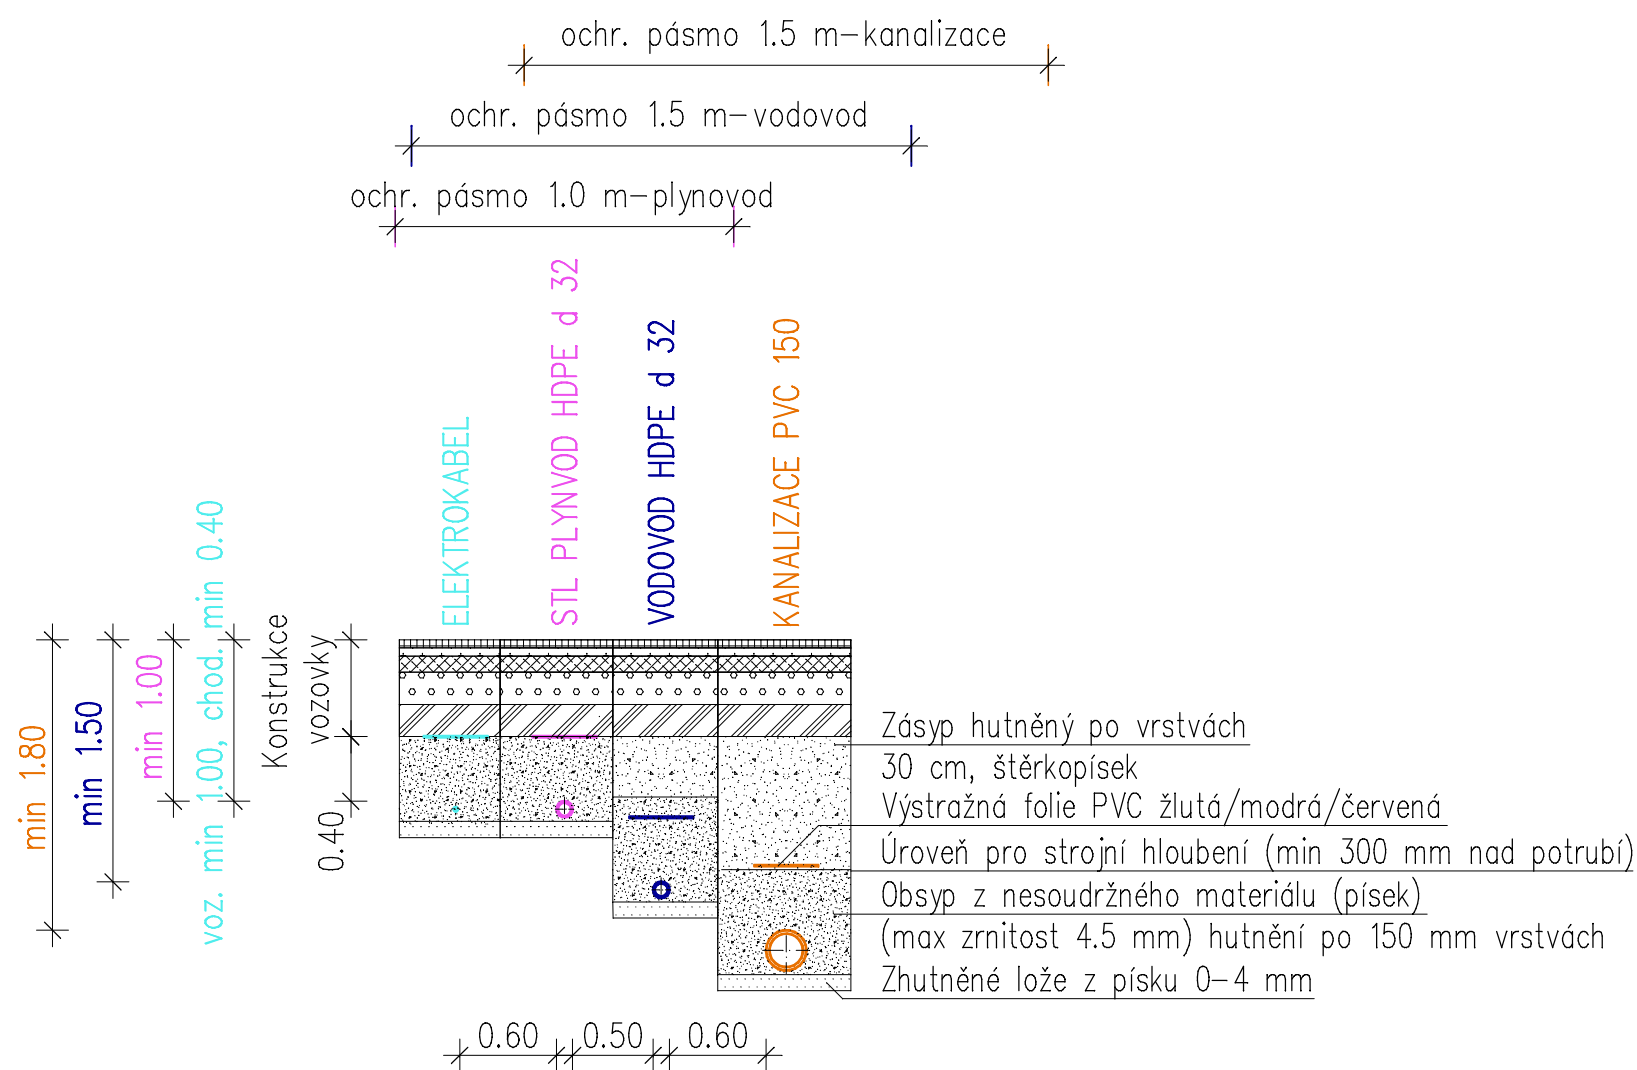 ochr. pásmo 1.5 m-kanalizace
ochr. pásmo 1.5 m-vodovod
ochr. pásmo 1.0 m-plynovod
ELEKTROKABEL
STL PLYNVOD HDPE d 32
VODOVOD HDPE d 32
KANALIZACE PVC 150
min 1.80
min 1.50
min 1.00
voz. min 1.00, chod. min 0.40
Konstrukce
vozovky
0.40
Zásyp hutněný po vrstvách
30 cm, štěrkopísek
Výstražná folie PVC žlutá/modrá/červená
Úroveň pro strojní hloubení (min 300 mm nad potrubí)
Obsyp z nesoudržného materiálu (písek)
(max zrnitost 4.5 mm) hutnění po 150 mm vrstvách
Zhutněné lože z písku 0-4 mm
0.60 0.50 0.60